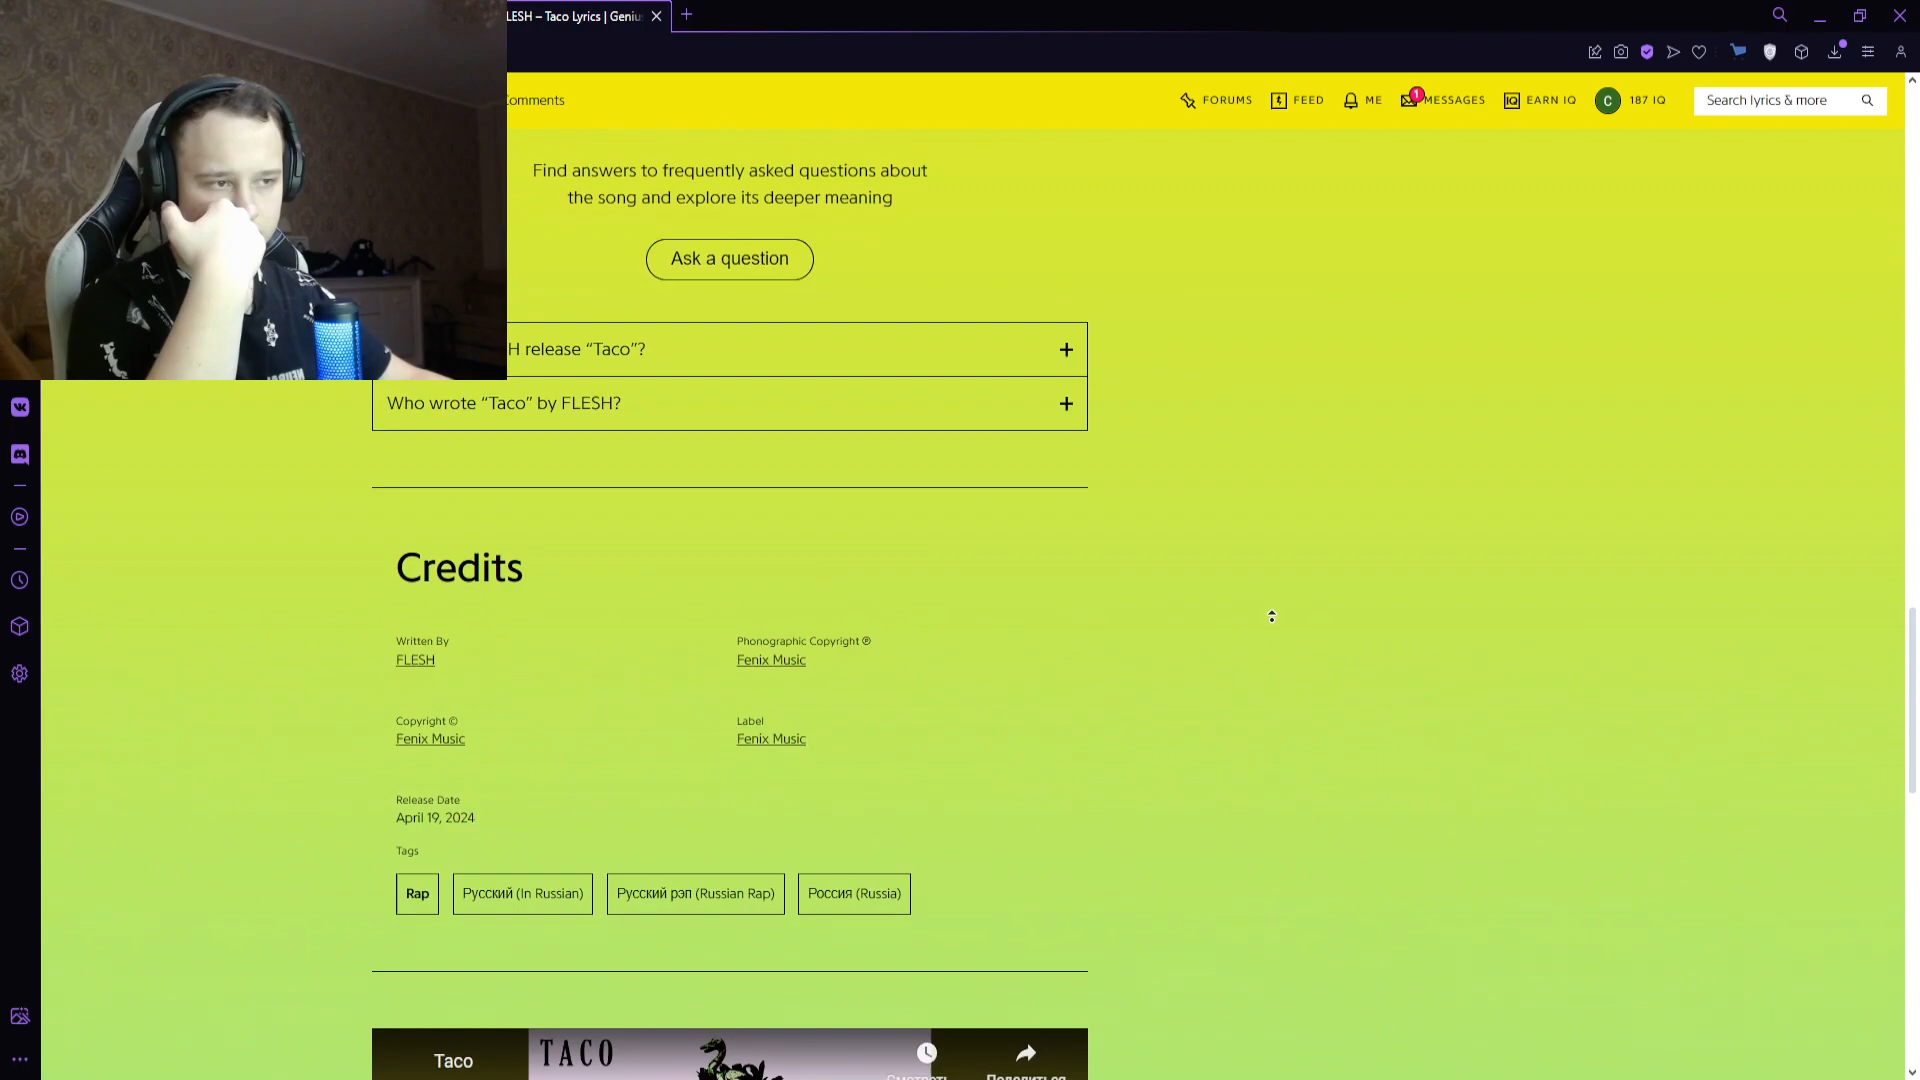 LESH – Taco Lyrics | Geniu
omments
FORUMS
FEED
ME
1
MESSAGES
IQ
EARN IQ
C
187 IQ
Search lyrics & more
Find answers to frequently asked questions about
the song and explore its deeper meaning
Ask a question
H release “Taco”?
Who wrote “Taco” by FLESH?
Credits
Written By
FLESH
Phonographic Copyright ℗
Fenix Music
Copyright ©
Fenix Music
Label
Fenix Music
Release Date
April 19, 2024
Tags
Rap
Русский (In Russian)
Русский рэп (Russian Rap)
Россия (Russia)
Taco
TACO
Смотреть
Поделиться